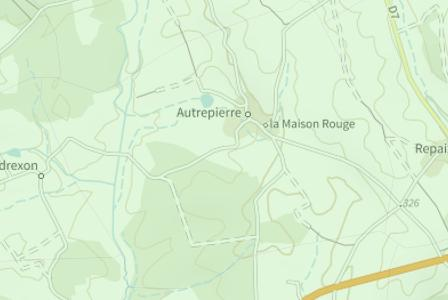 D7
Autrepierre
la Maison Rouge
drexon
Repai
326